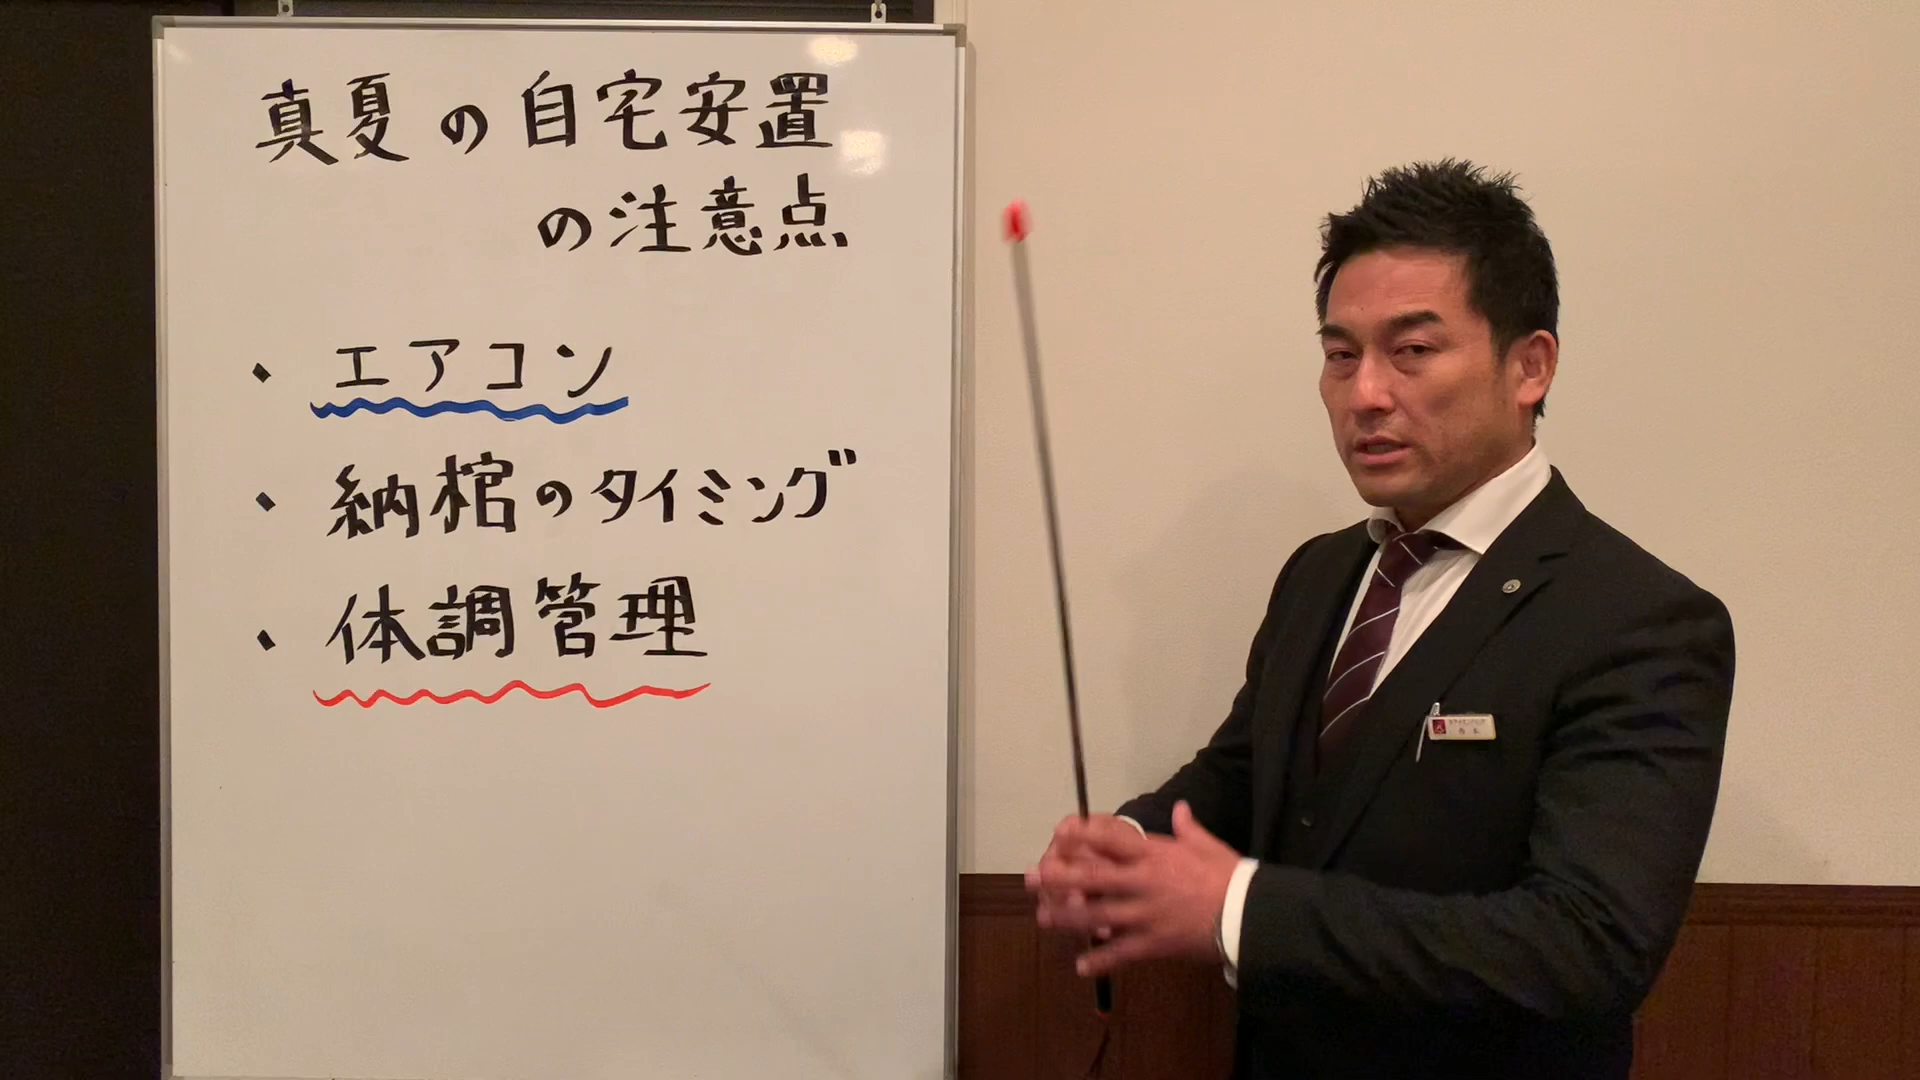 真夏の自宅安置
の注意点
・エアコン
・納棺のタイミング
・体調管理